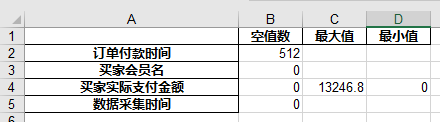 A B C D
1 空值数 最大值 最小值
2 订单付款时间 512
3 买家会员名 0
4 买家实际支付金额 0 13246.8 0
5 数据采集时间 0